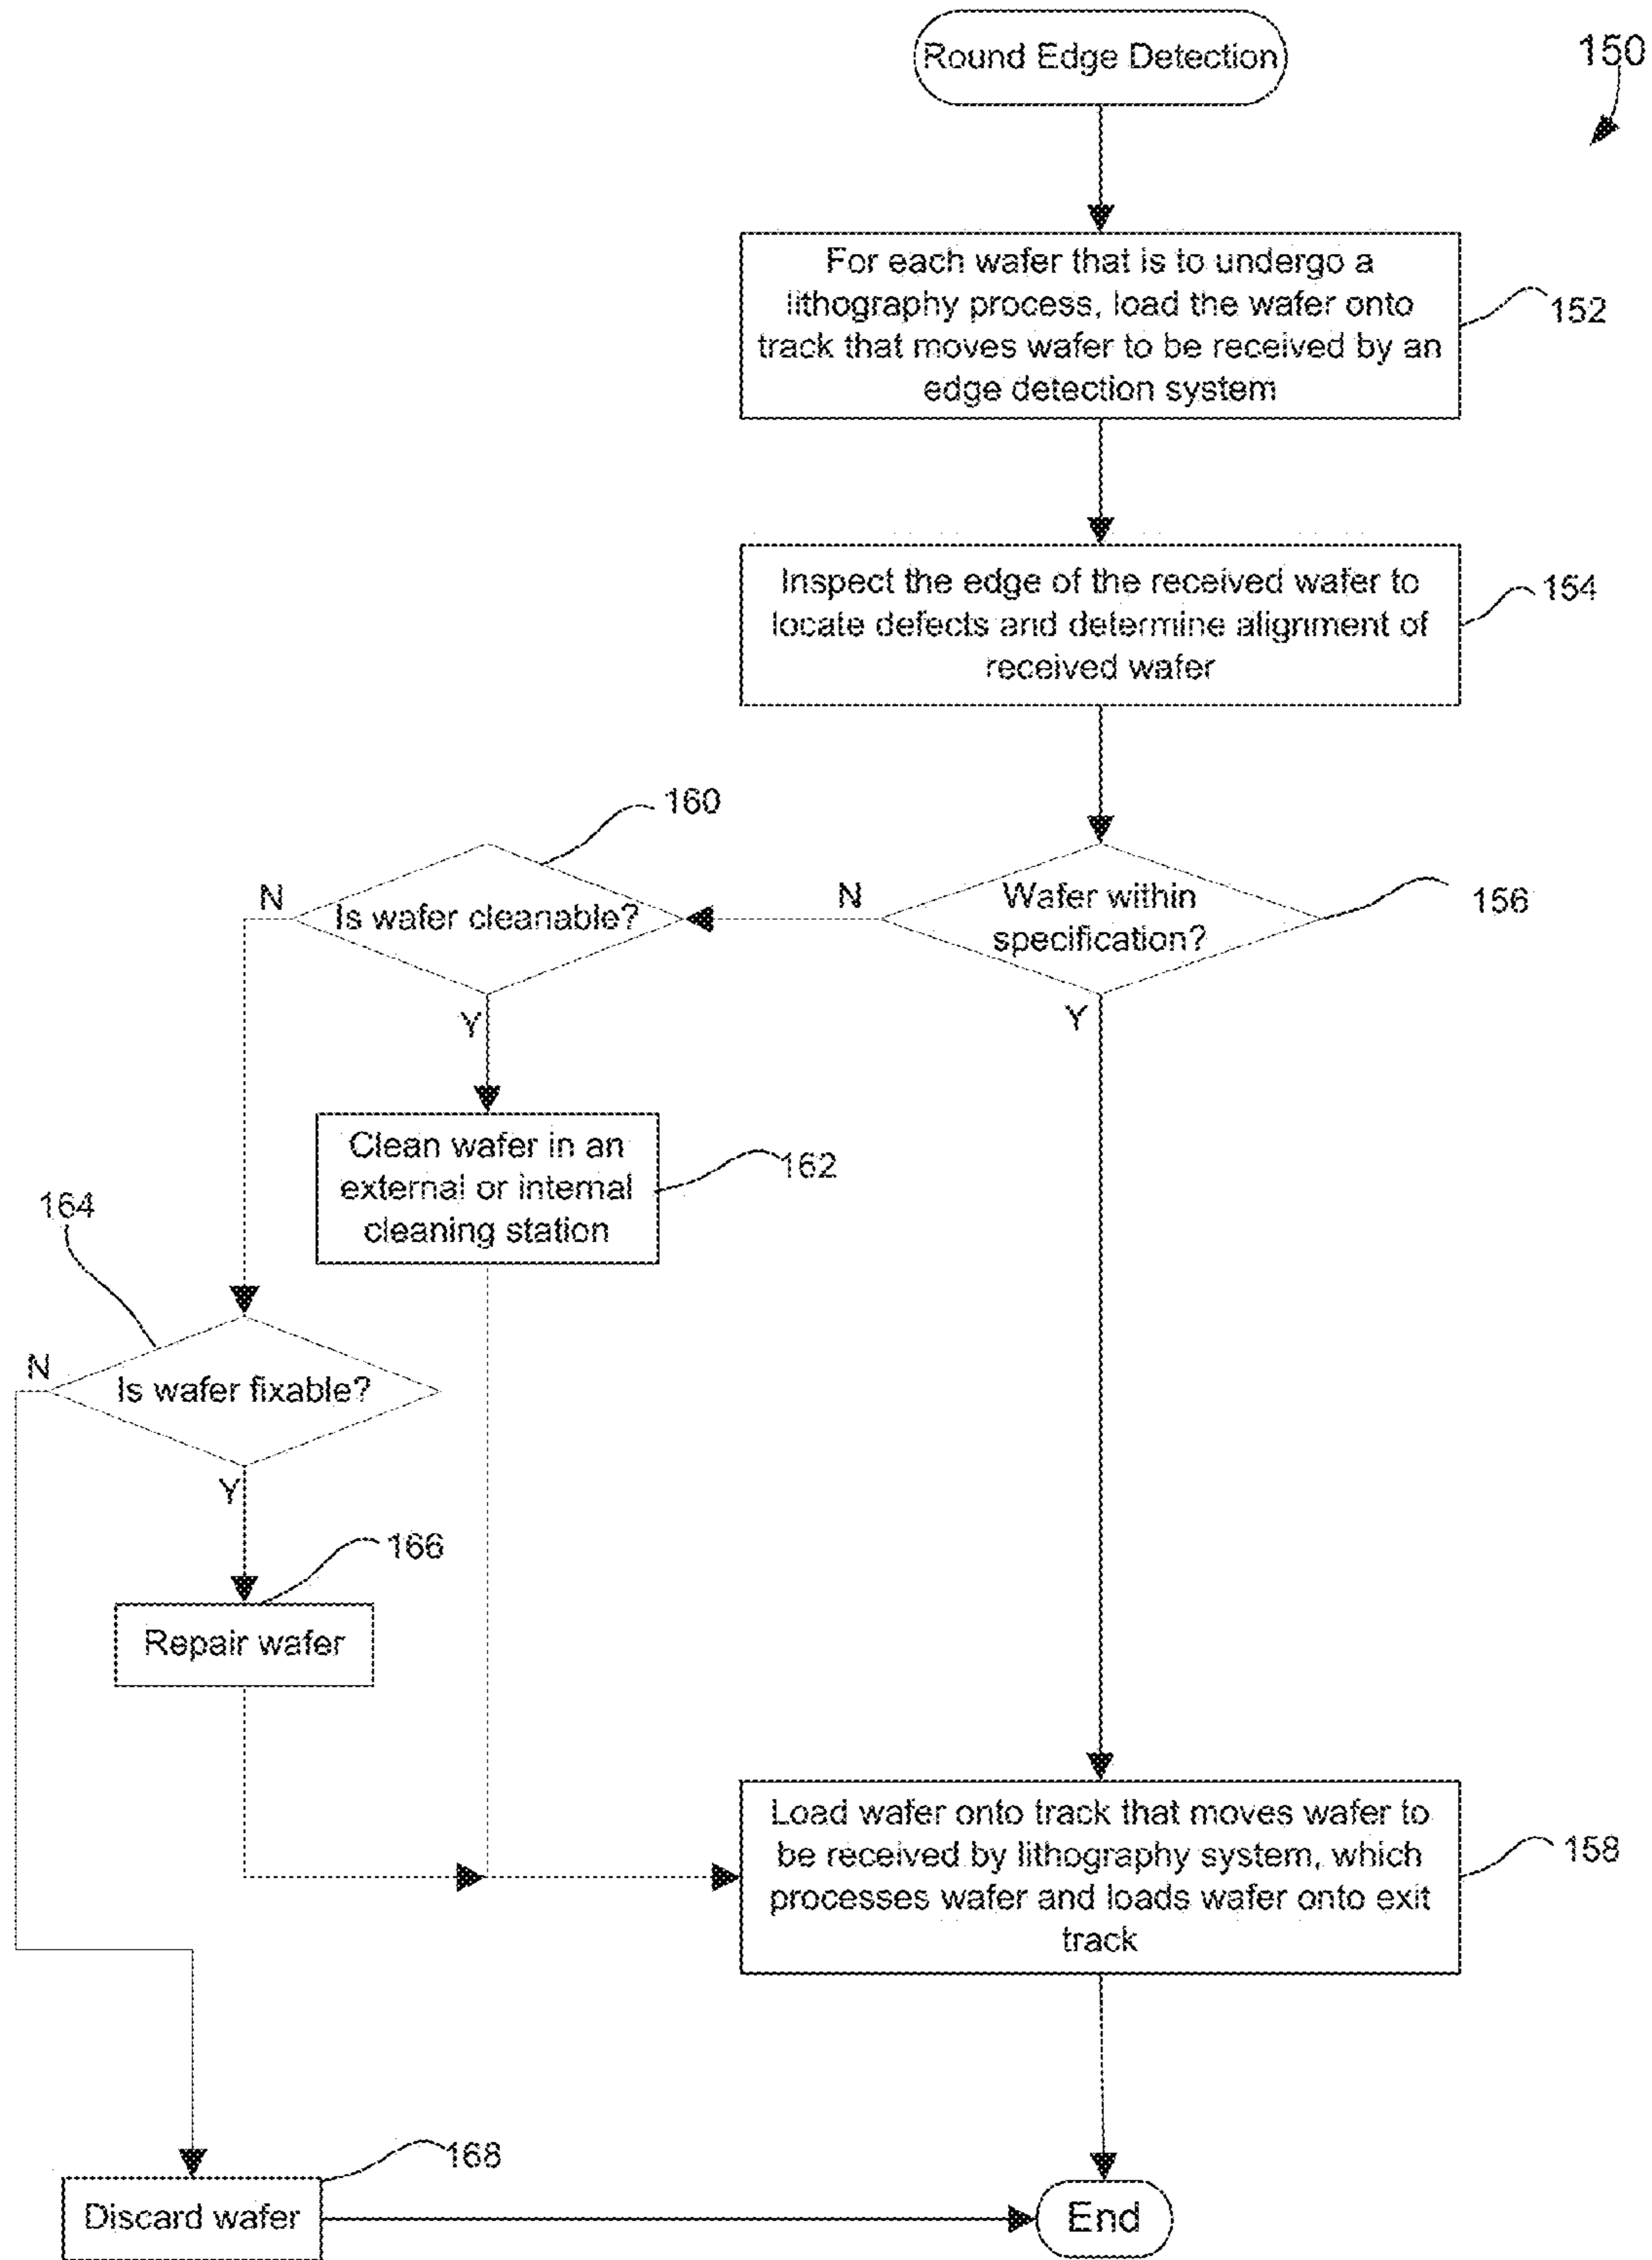 Round Edge Detection
150
For each wafer that is to undergo a
lithography process, load the wafer onto
track that moves wafer to be received by an
edge detection system
152
Inspect the edge of the received wafer to
locate defects and determine alignment of
received wafer
154
Wafer within
specification?
156
N
Y
160
Is wafer cleanable?
N
Y
Clean wafer in an
external or internal
cleaning station
162
164
Is wafer fixable?
N
Y
166
Repair wafer
Load wafer onto track that moves wafer to
be received by lithography system, which
processes wafer and loads wafer onto exit
track
158
168
Discard wafer
End